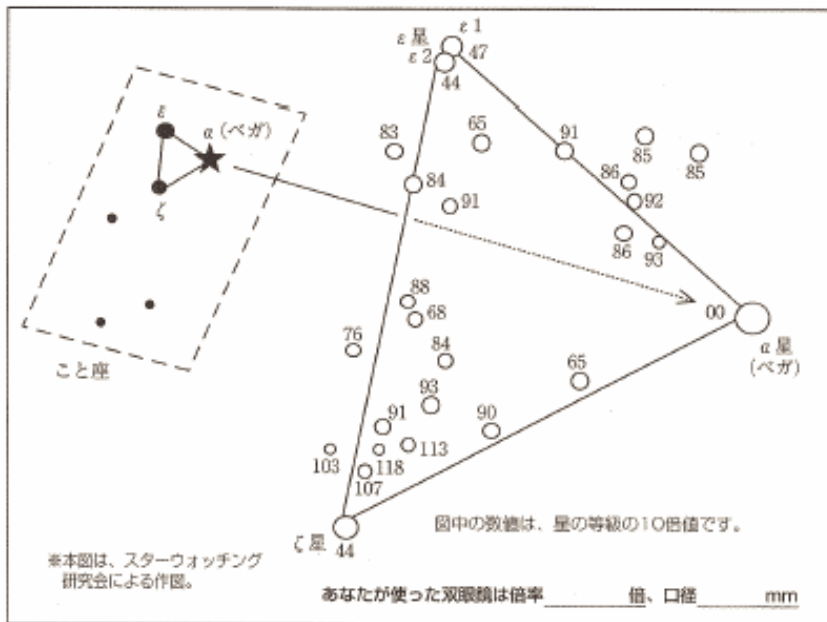 ε1
ε星
ε2
47
44
ε
α (ベガ)
ζ
83
65
91
85
85
84
86
92
91
86
93
88
68
00
α星
(ベガ)
76
84
65
こと座
93
91
90
103
118
113
107
ζ星
44
図中の数値は、星の等級の10倍値です。
※本図は、スターウォッチング
研究会による作図。
あなたが使った双眼鏡は倍率 倍、口径 mm